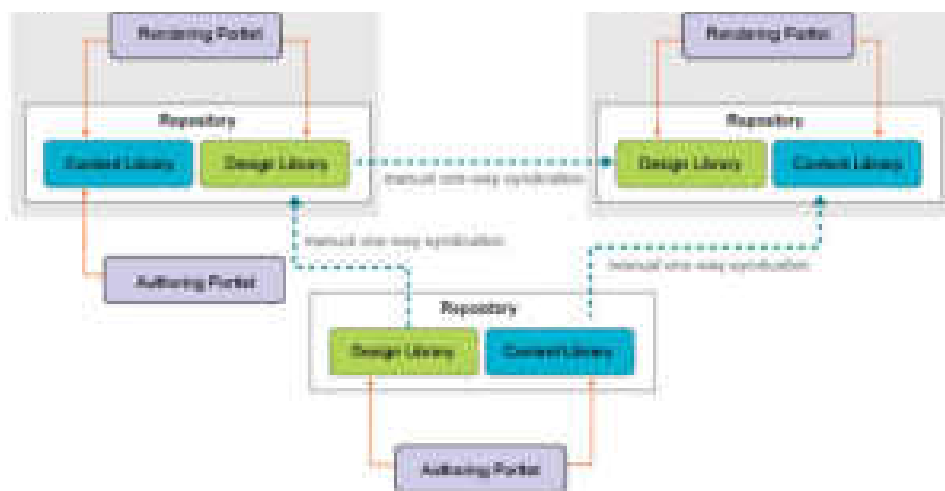 Rendering Portlet
Rendering Portlet
Repository
Repository
Content Library
Design Library
Design Library
Content Library
manual one-way syndication
manual one-way syndication
manual one-way syndication
Authoring Portlet
Repository
Design Library
Content Library
Authoring Portlet